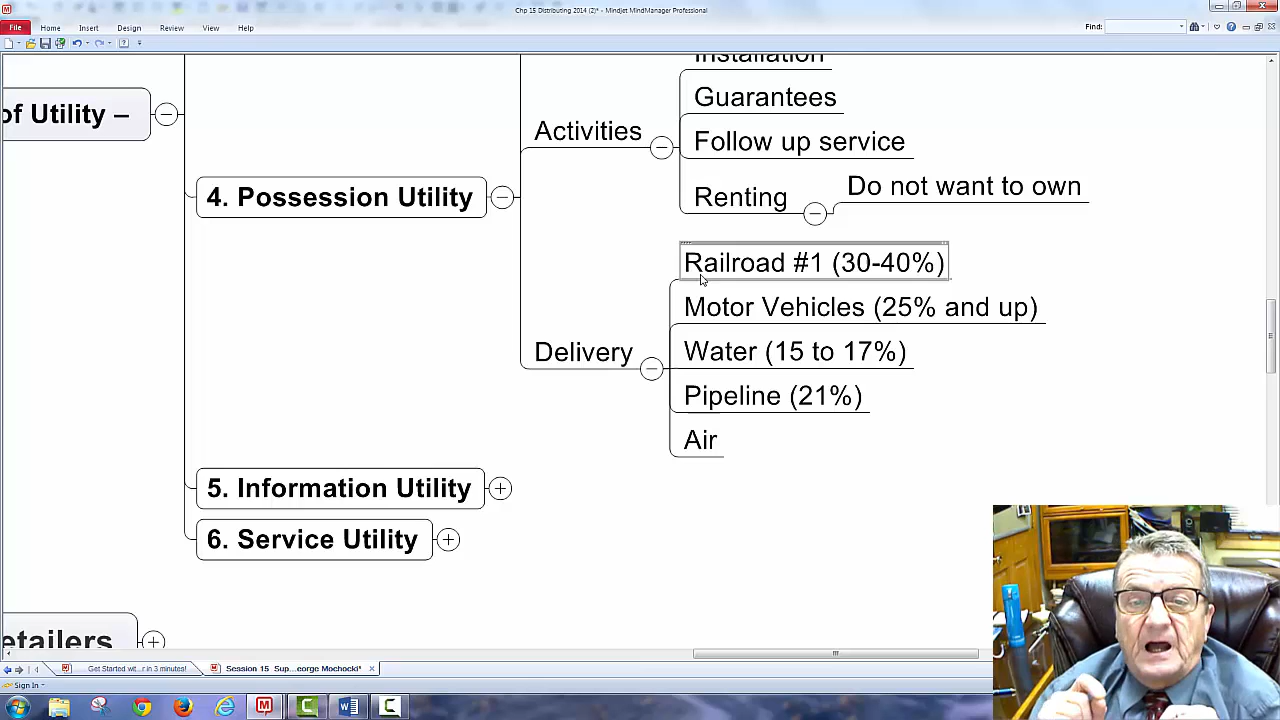 Chp 15 Distributing 2014 (2)* - Mindjet MindManager Professional
File Home Insert Design Review View Help
Find:
of Utility –
Installation
Guarantees
Activities
Follow up service
4. Possession Utility
Renting
Do not want to own
Railroad #1 (30-40%)
Motor Vehicles (25% and up)
Delivery
Water (15 to 17%)
Pipeline (21%)
Air
5. Information Utility
6. Service Utility
etailers
Get Started wit...r in 3 minutes!
Session 15 Sup...eorge Mochocki*
Sign In